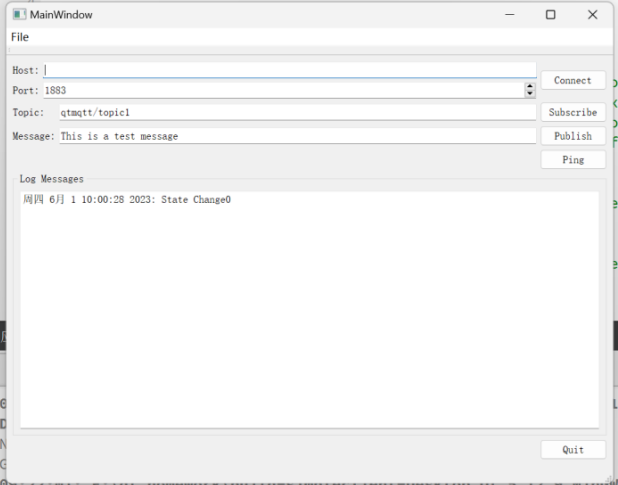 MainWindow
File
Host:
Connect
Port: 1883
Topic: qtmqtt/topic1
Subscribe
Message: This is a test message
Publish
Ping
Log Messages
周四 6月 1 10:00:28 2023: State Change0
Quit